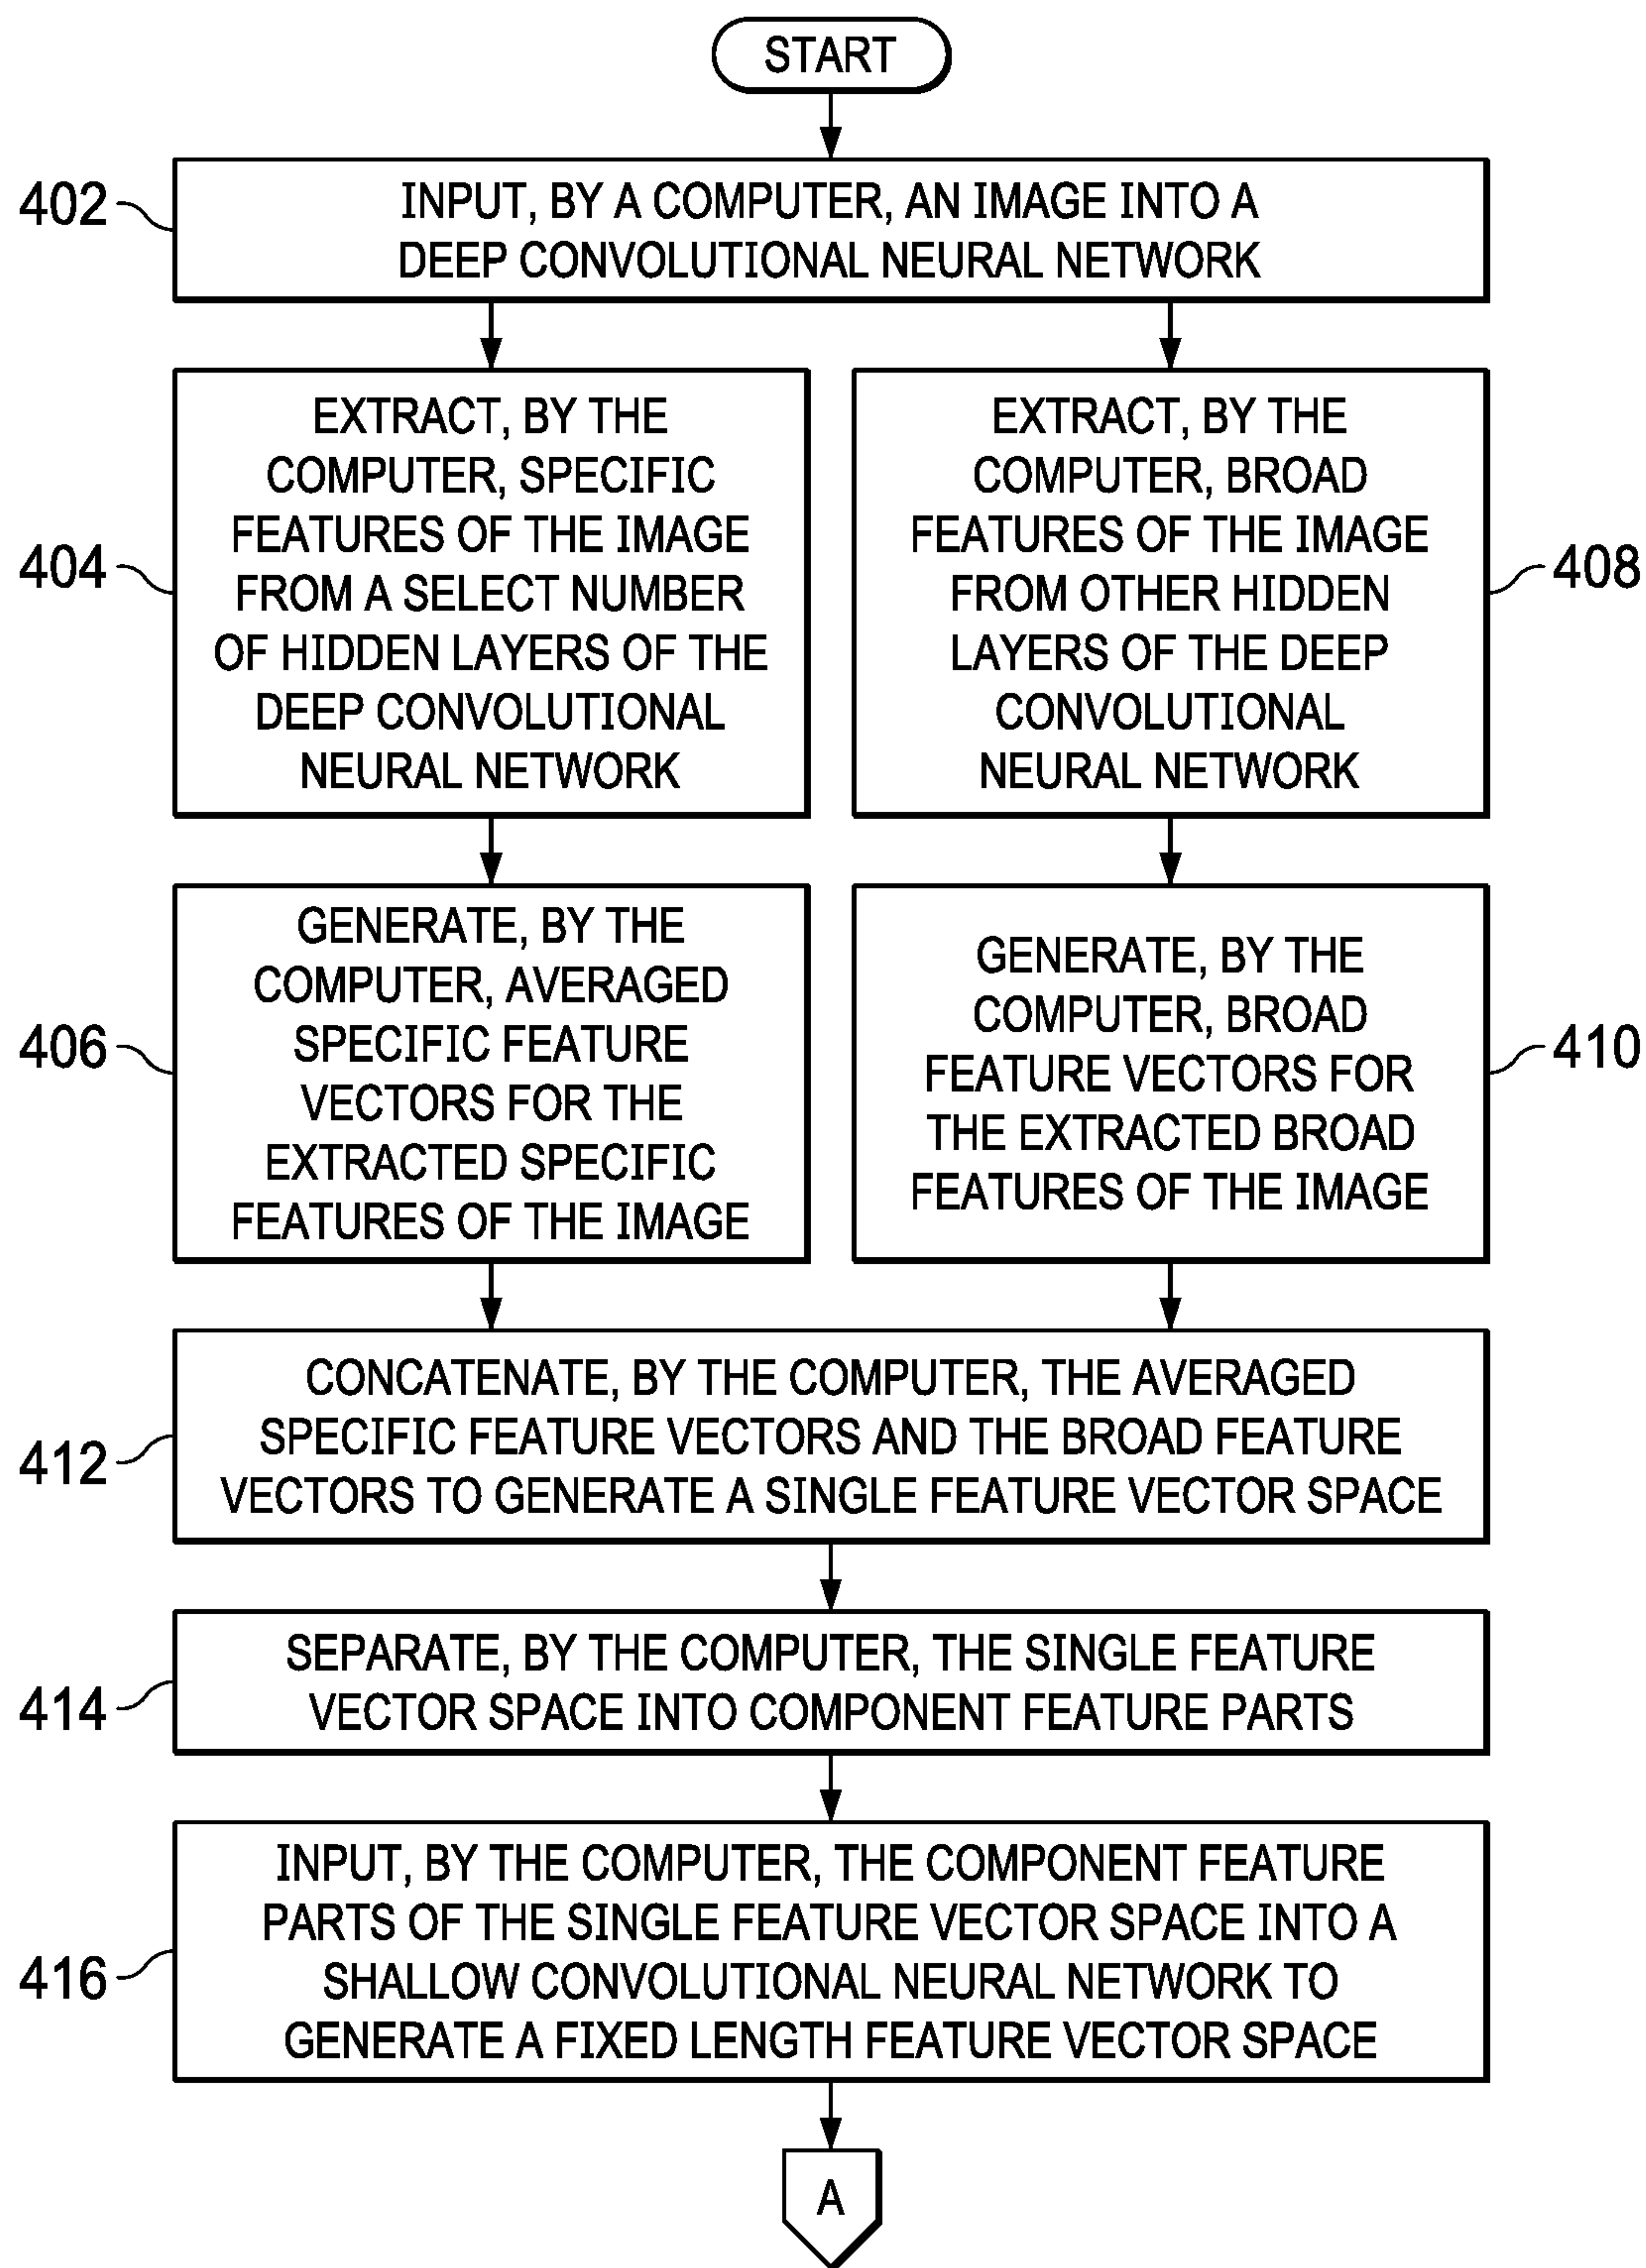 START
402
INPUT, BY A COMPUTER, AN IMAGE INTO A
DEEP CONVOLUTIONAL NEURAL NETWORK
404
EXTRACT, BY THE
COMPUTER, SPECIFIC
FEATURES OF THE IMAGE
FROM A SELECT NUMBER
OF HIDDEN LAYERS OF THE
DEEP CONVOLUTIONAL
NEURAL NETWORK
EXTRACT, BY THE
COMPUTER, BROAD
FEATURES OF THE IMAGE
FROM OTHER HIDDEN
LAYERS OF THE DEEP
CONVOLUTIONAL
NEURAL NETWORK
408
406
GENERATE, BY THE
COMPUTER, AVERAGED
SPECIFIC FEATURE
VECTORS FOR THE
EXTRACTED SPECIFIC
FEATURES OF THE IMAGE
GENERATE, BY THE
COMPUTER, BROAD
FEATURE VECTORS FOR
THE EXTRACTED BROAD
FEATURES OF THE IMAGE
410
412
CONCATENATE, BY THE COMPUTER, THE AVERAGED
SPECIFIC FEATURE VECTORS AND THE BROAD FEATURE
VECTORS TO GENERATE A SINGLE FEATURE VECTOR SPACE
414
SEPARATE, BY THE COMPUTER, THE SINGLE FEATURE
VECTOR SPACE INTO COMPONENT FEATURE PARTS
416
INPUT, BY THE COMPUTER, THE COMPONENT FEATURE
PARTS OF THE SINGLE FEATURE VECTOR SPACE INTO A
SHALLOW CONVOLUTIONAL NEURAL NETWORK TO
GENERATE A FIXED LENGTH FEATURE VECTOR SPACE
A